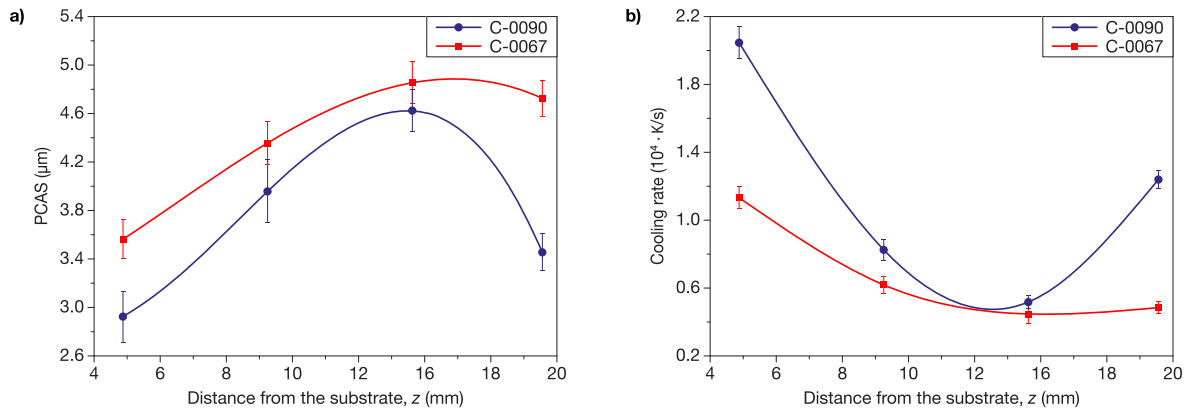 a)
5.4
5.0
4.6
4.2
3.8
3.4
3.0
2.6
PCAS (μm)
C-0090
C-0067
4 6 8 10 12 14 16 18 20
Distance from the substrate, z (mm)
b)
2.2
1.8
1.4
1.0
0.6
0.2
Cooling rate (10⁴ · K/s)
C-0090
C-0067
4 6 8 10 12 14 16 18 20
Distance from the substrate, z (mm)